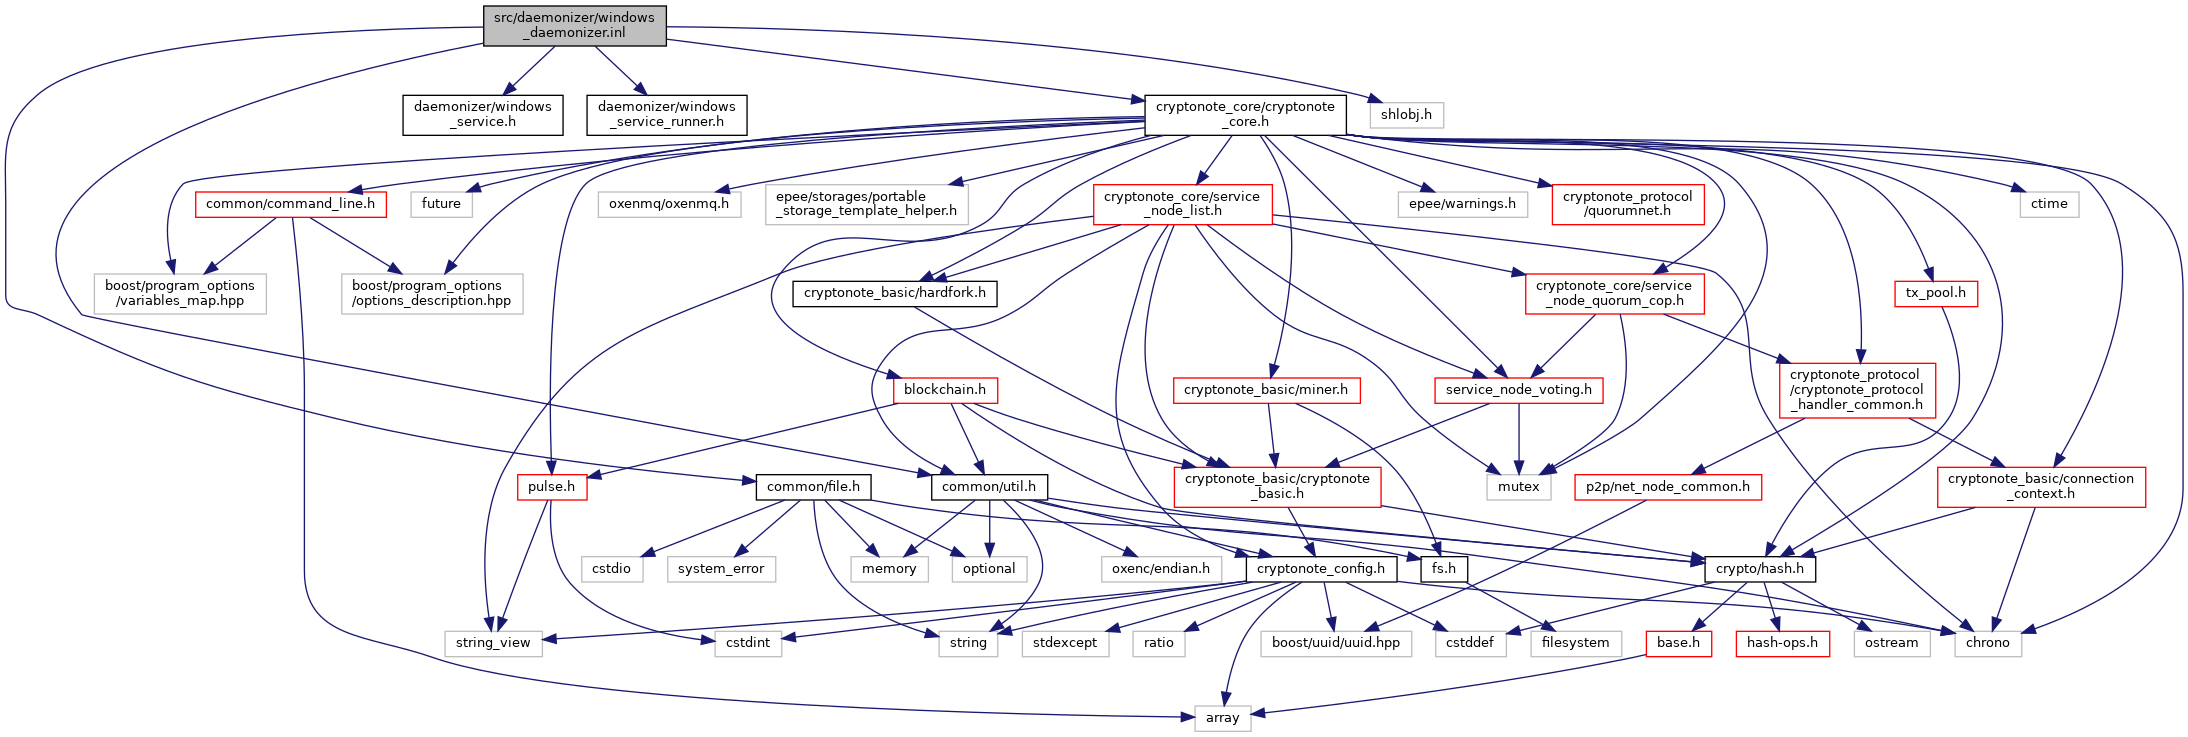 src/daemonizer/windows
_daemonizer.inl
daemonizer/windows
_service.h
daemonizer/windows
_service_runner.h
cryptonote_core/cryptonote
_core.h
shlobj.h
common/command_line.h
future
oxenmq/oxenmq.h
epee/storages/portable
_storage_template_helper.h
cryptonote_core/service
_node_list.h
epee/warnings.h
cryptonote_protocol
/quorumnet.h
ctime
boost/program_options
/variables_map.hpp
boost/program_options
/options_description.hpp
cryptonote_basic/hardfork.h
cryptonote_core/service
_node_quorum_cop.h
tx_pool.h
blockchain.h
cryptonote_basic/miner.h
service_node_voting.h
cryptonote_protocol
/cryptonote_protocol
_handler_common.h
pulse.h
common/file.h
common/util.h
cryptonote_basic/cryptonote
_basic.h
mutex
p2p/net_node_common.h
cryptonote_basic/connection
_context.h
cstdio
system_error
memory
optional
oxenc/endian.h
cryptonote_config.h
fs.h
crypto/hash.h
string_view
cstdint
string
stdexcept
ratio
boost/uuid/uuid.hpp
cstddef
filesystem
base.h
hash-ops.h
ostream
chrono
array